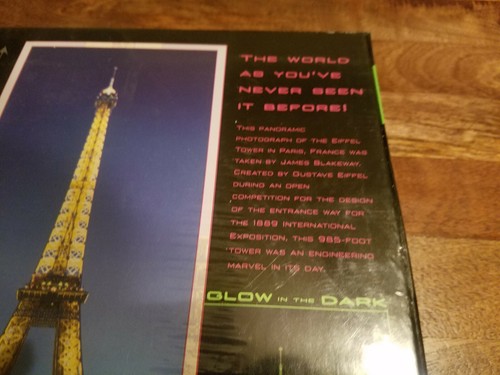 THE WORLD
AS YOU'VE
NEVER SEEN
IT BEFORE!
THIS PANORAMIC
PHOTOGRAPH OF THE EIFFEL
TOWER IN PARIS, FRANCE WAS
TAKEN BY JAMES BLAKEWAY.
CREATED BY GUSTAVE EIFFEL
DURING AN OPEN
COMPETITION FOR THE DESIGN
OF THE ENTRANCE WAY FOR
THE 1889 INTERNATIONAL
EXPOSITION, THIS 985-FOOT
TOWER WAS AN ENGINEERING
MARVEL IN ITS DAY.
GLOW IN THE DARK